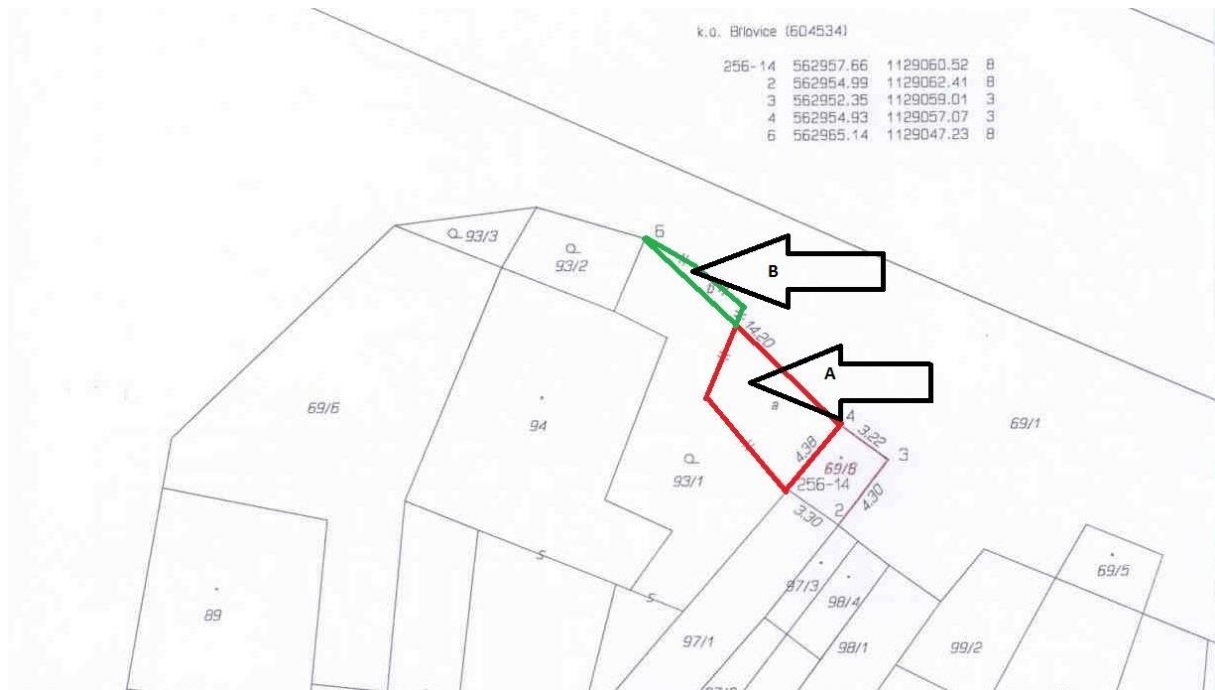 k.o. Břlovice (604534)
256-14 562957.66 1129060.52 8
2 562954.99 1129062.41 8
3 562952.35 1129059.01 3
4 562954.93 1129057.07 3
6 562965.14 1129047.23 8
6
93/3
93/2
B
b
14.20
A
a
4
69/1
69/6
94
3.22
3
4.38
69/8
93/1
256-14
4.30
3.30
2
s
69/5
97/3
98/4
s
89
97/1
98/1
99/2